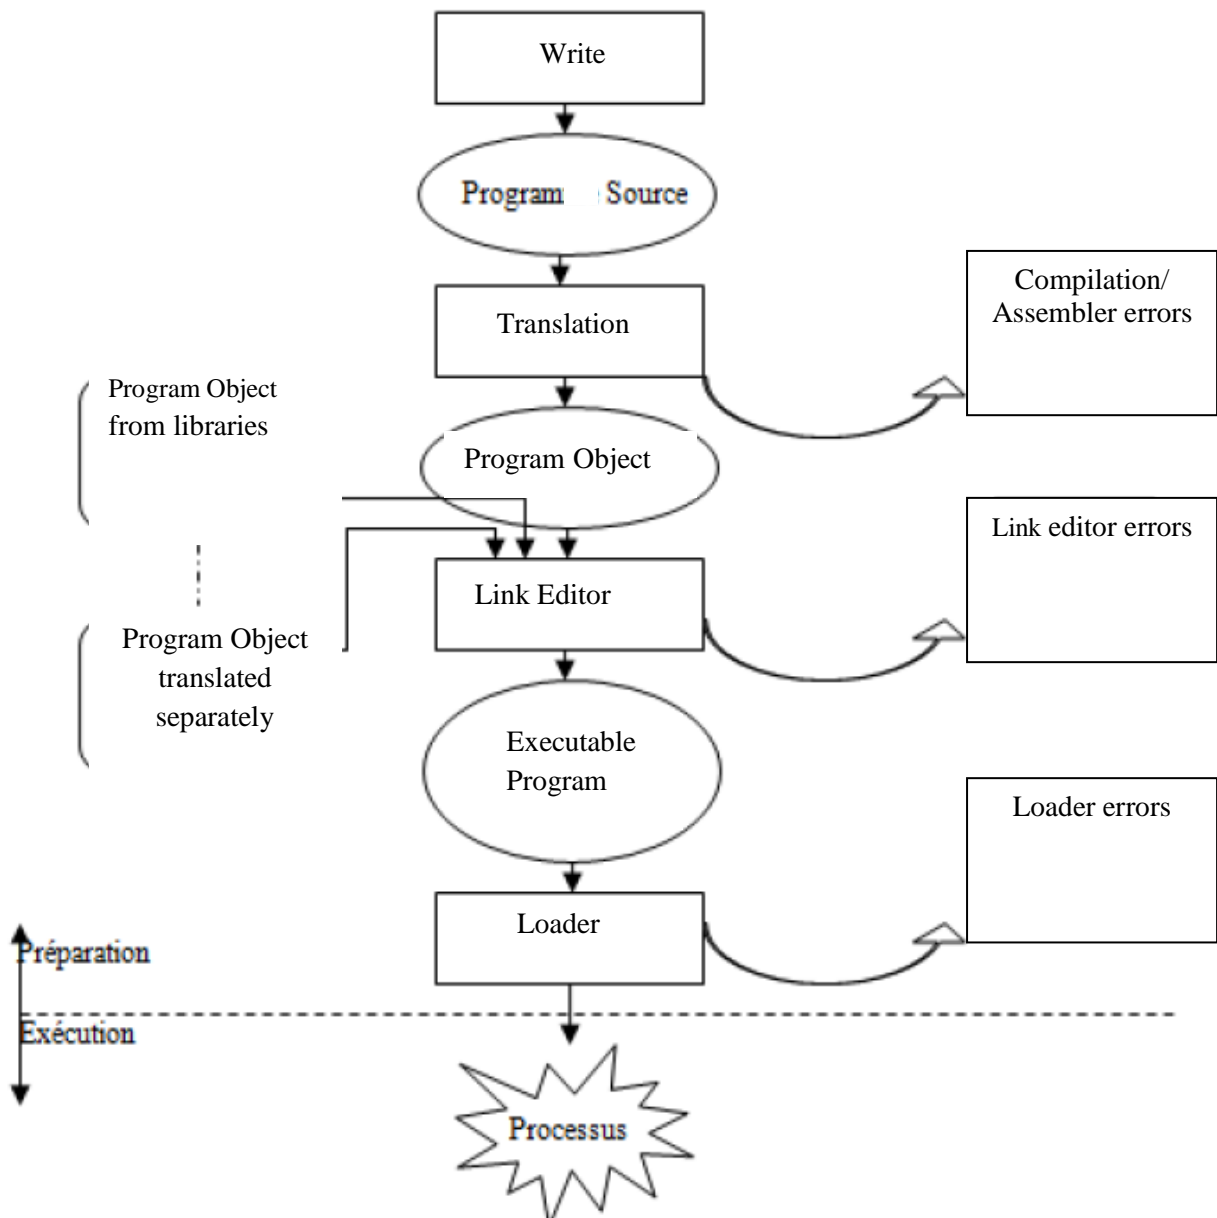 Write
Program e Source
Translation
Compilation/
Assembler errors
Program Object
from libraries
Program Object
Link editor errors
Link Editor
Program Object
translated
separately
Executable
Program
Loader errors
Loader
Préparation
Exécution
Processus